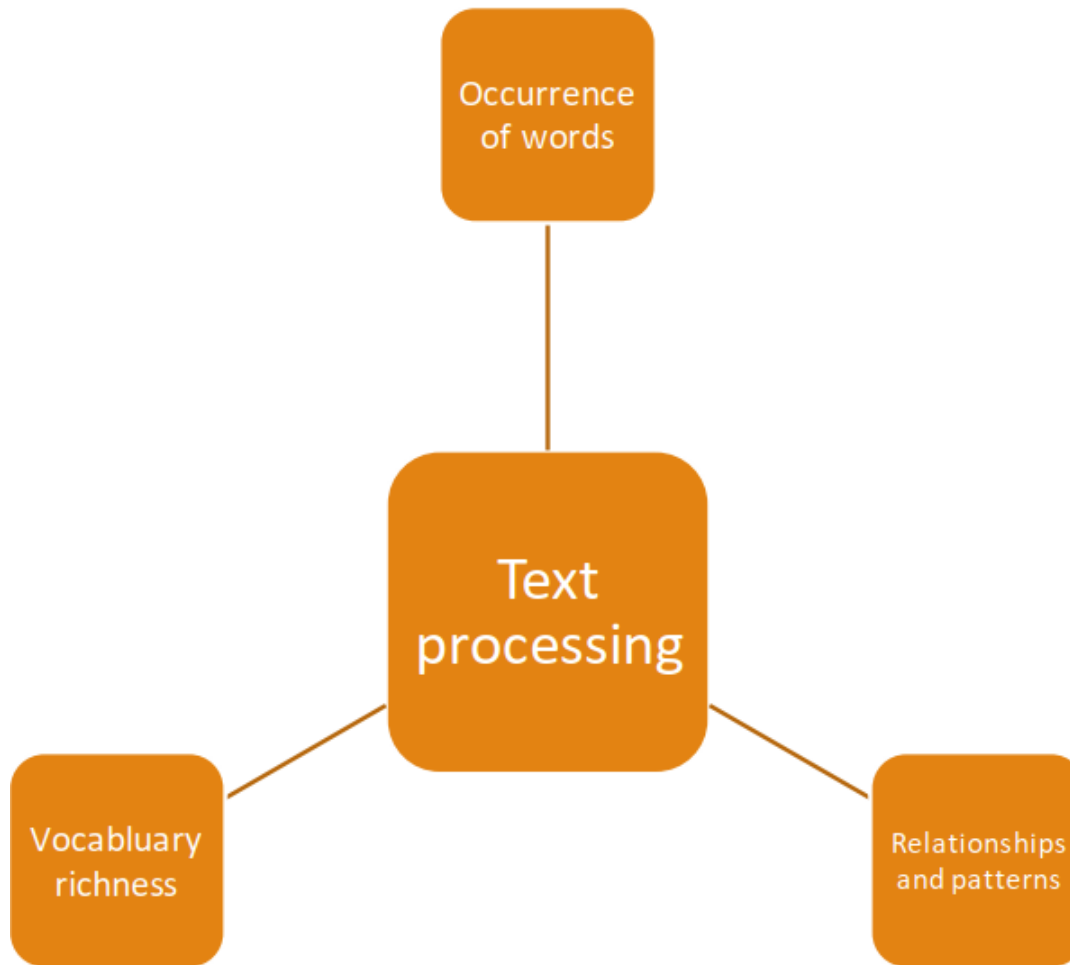 Occurrence
of words
Text
processing
Vocabluary
richness
Relationships
and patterns